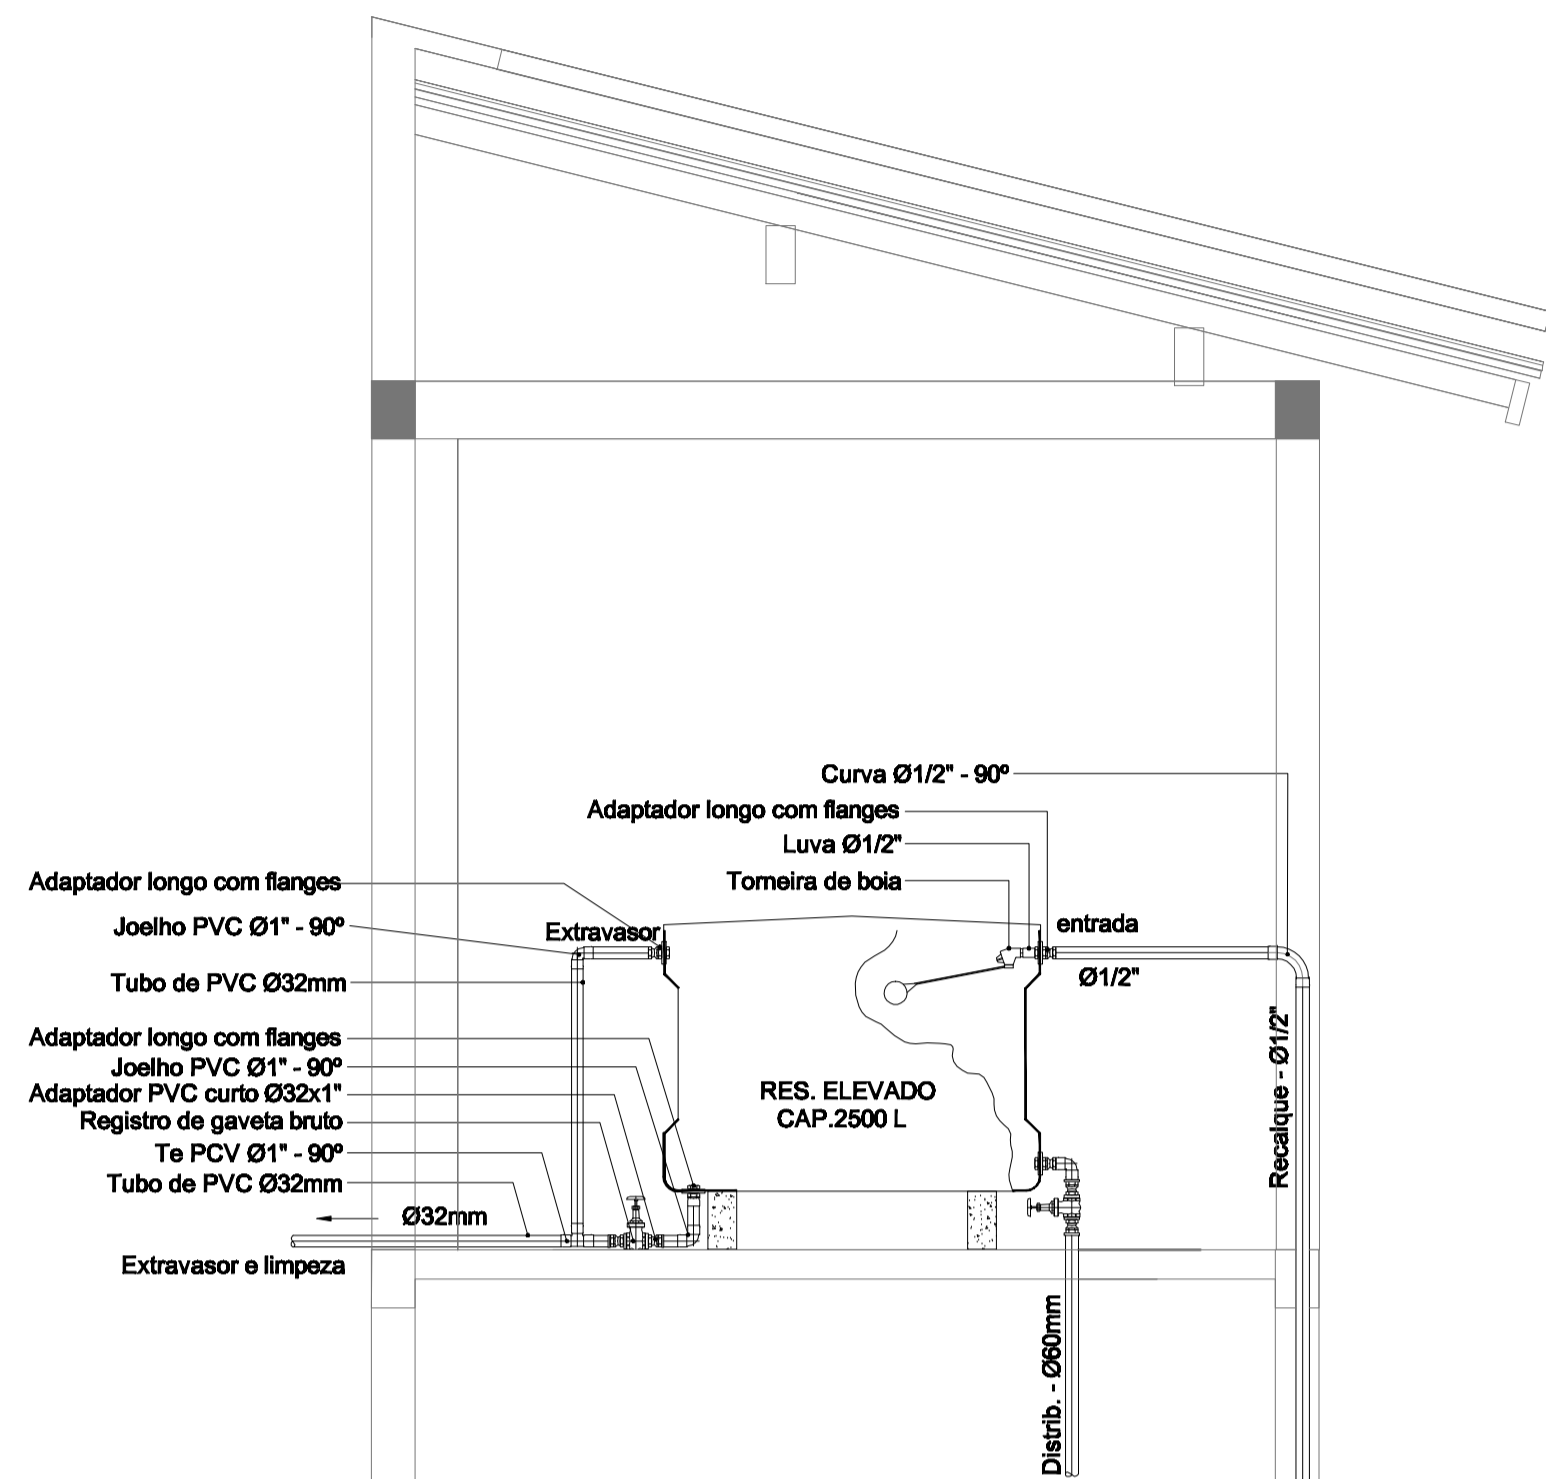 Curva Ø1/2" - 90º
Adaptador longo com flanges
Luva Ø1/2"
Torneira de boia
Adaptador longo com flanges
Joelho PVC Ø1" - 90º
Extravasor
entrada
Tubo de PVC Ø32mm
Ø1/2"
Adaptador longo com flanges
Joelho PVC Ø1" - 90º
Adaptador PVC curto Ø32x1"
Registro de gaveta bruto
Te PCV Ø1" - 90º
Tubo de PVC Ø32mm
RES. ELEVADO
CAP.2500 L
Recalque - Ø1/2"
Ø32mm
Extravasor e limpeza
Distrib. - Ø60mm